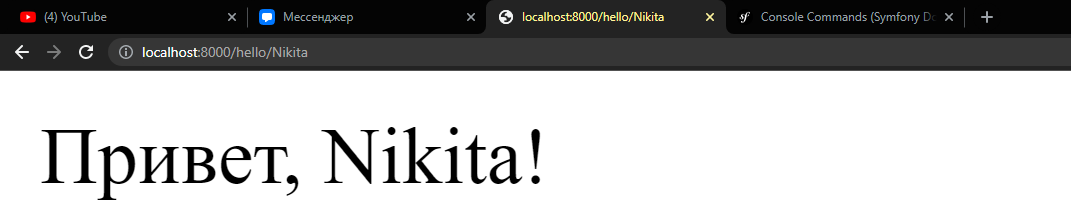 (4) YouTube Мессенджер localhost:8000/hello/Nikita Console Commands (Symfony Do
localhost:8000/hello/Nikita
Привет, Nikita!